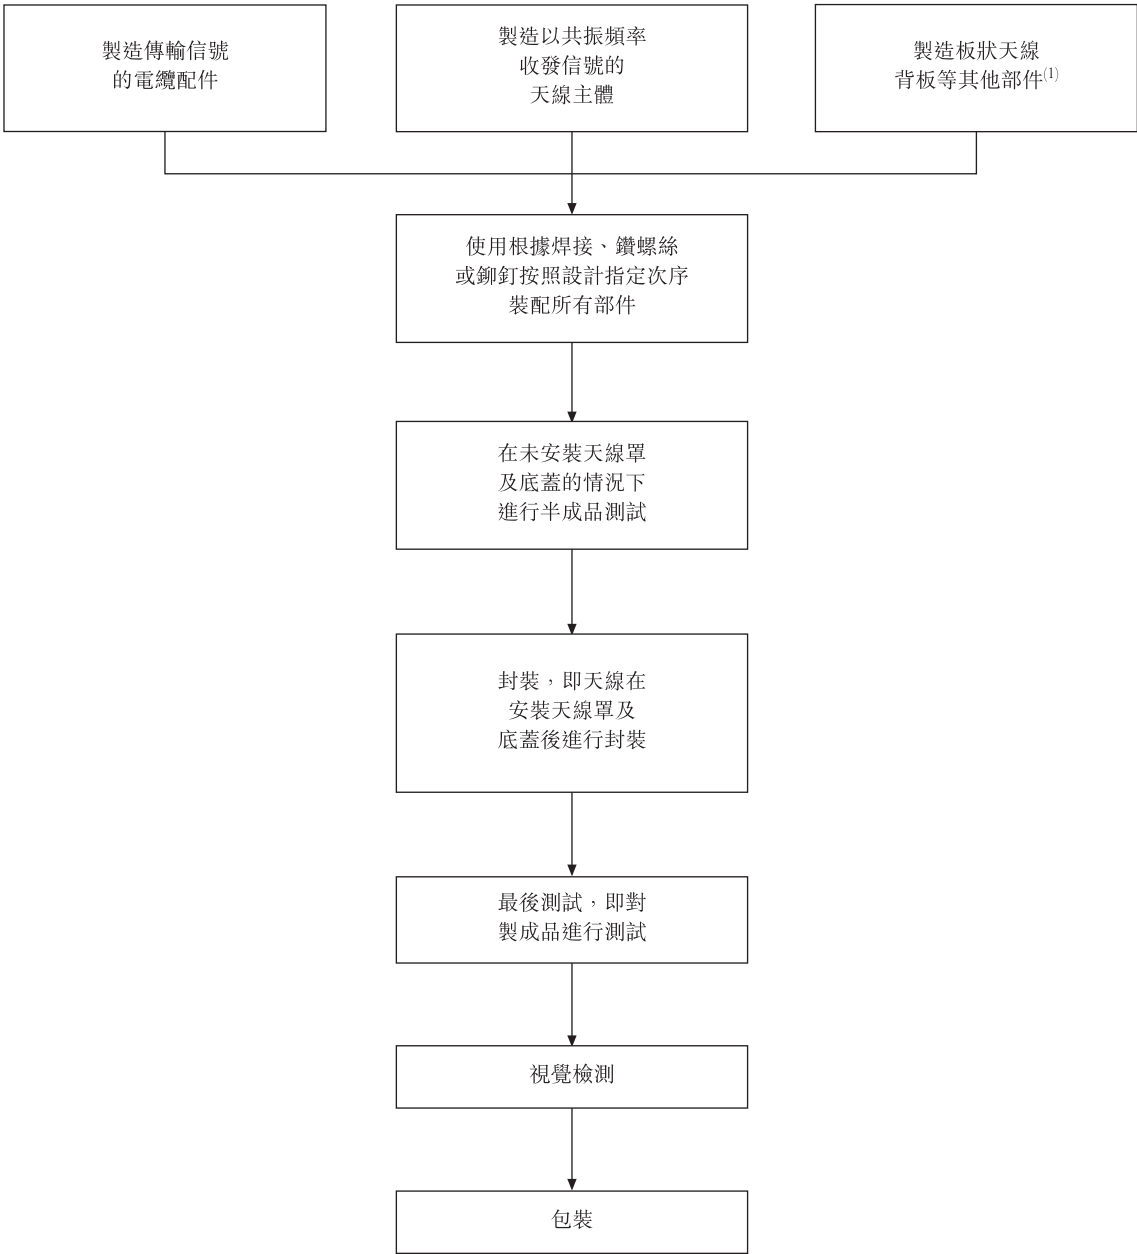 製造傳輸信號
的電纜配件
製造以共振頻率
收發信號的
天線主體
製造板狀天線
背板等其他部件(1)
使用根據焊接、鑽螺絲
或鉚釘按照設計指定次序
裝配所有部件
在未安裝天線罩
及底蓋的情況下
進行半成品測試
封裝，即天線在
安裝天線罩及
底蓋後進行封裝
最後測試，即對
製成品進行測試
視覺檢測
包裝